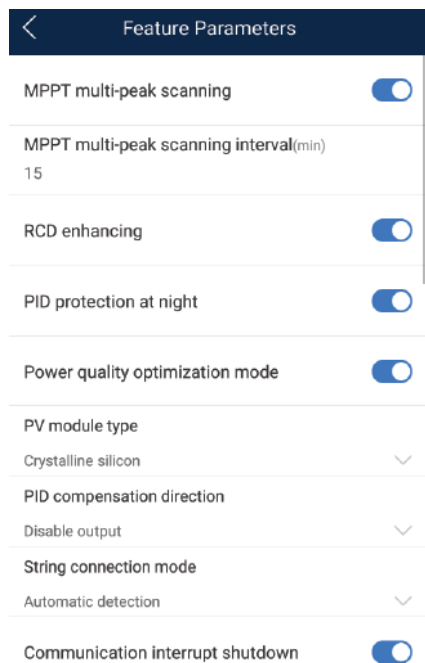 Feature Parameters
MPPT multi-peak scanning
MPPT multi-peak scanning interval(min)
15
RCD enhancing
PID protection at night
Power quality optimization mode
PV module type
Crystalline silicon
PID compensation direction
Disable output
String connection mode
Automatic detection
Communication interrupt shutdown